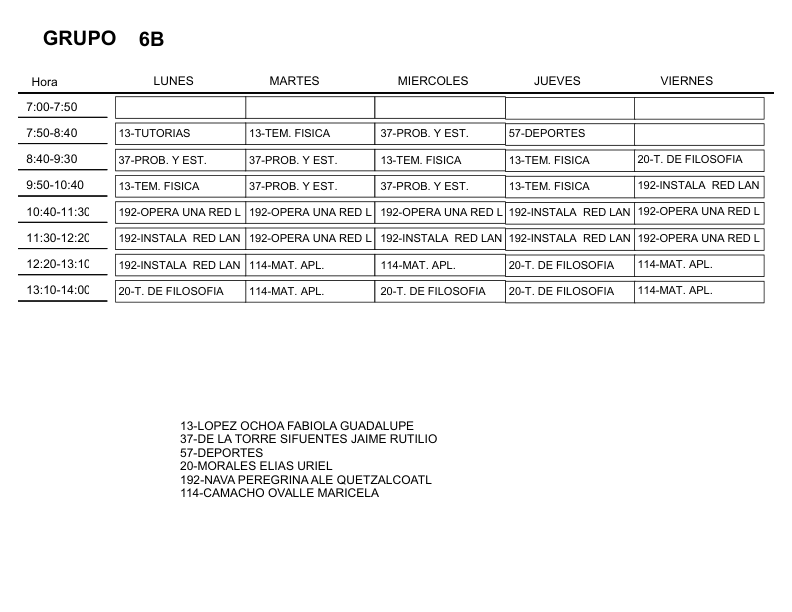 GRUPO 6B
Hora LUNES MARTES MIERCOLES JUEVES VIERNES
7:00-7:50
7:50-8:40 13-TUTORIAS 13-TEM. FISICA 37-PROB. Y EST. 57-DEPORTES
8:40-9:30 37-PROB. Y EST. 37-PROB. Y EST. 13-TEM. FISICA 13-TEM. FISICA 20-T. DE FILOSOFIA
9:50-10:40 13-TEM. FISICA 37-PROB. Y EST. 37-PROB. Y EST. 13-TEM. FISICA 192-INSTALA RED LAN
10:40-11:30 192-OPERA UNA RED L 192-OPERA UNA RED L 192-OPERA UNA RED L 192-INSTALA RED LAN 192-OPERA UNA RED L
11:30-12:20 192-INSTALA RED LAN 192-OPERA UNA RED L 192-INSTALA RED LAN 192-INSTALA RED LAN 192-OPERA UNA RED L
12:20-13:10 192-INSTALA RED LAN 114-MAT. APL. 114-MAT. APL. 20-T. DE FILOSOFIA 114-MAT. APL.
13:10-14:00 20-T. DE FILOSOFIA 114-MAT. APL. 20-T. DE FILOSOFIA 20-T. DE FILOSOFIA 114-MAT. APL.
13-LOPEZ OCHOA FABIOLA GUADALUPE
37-DE LA TORRE SIFUENTES JAIME RUTILIO
57-DEPORTES
20-MORALES ELIAS URIEL
192-NAVA PEREGRINA ALE QUETZALCOATL
114-CAMACHO OVALLE MARICELA